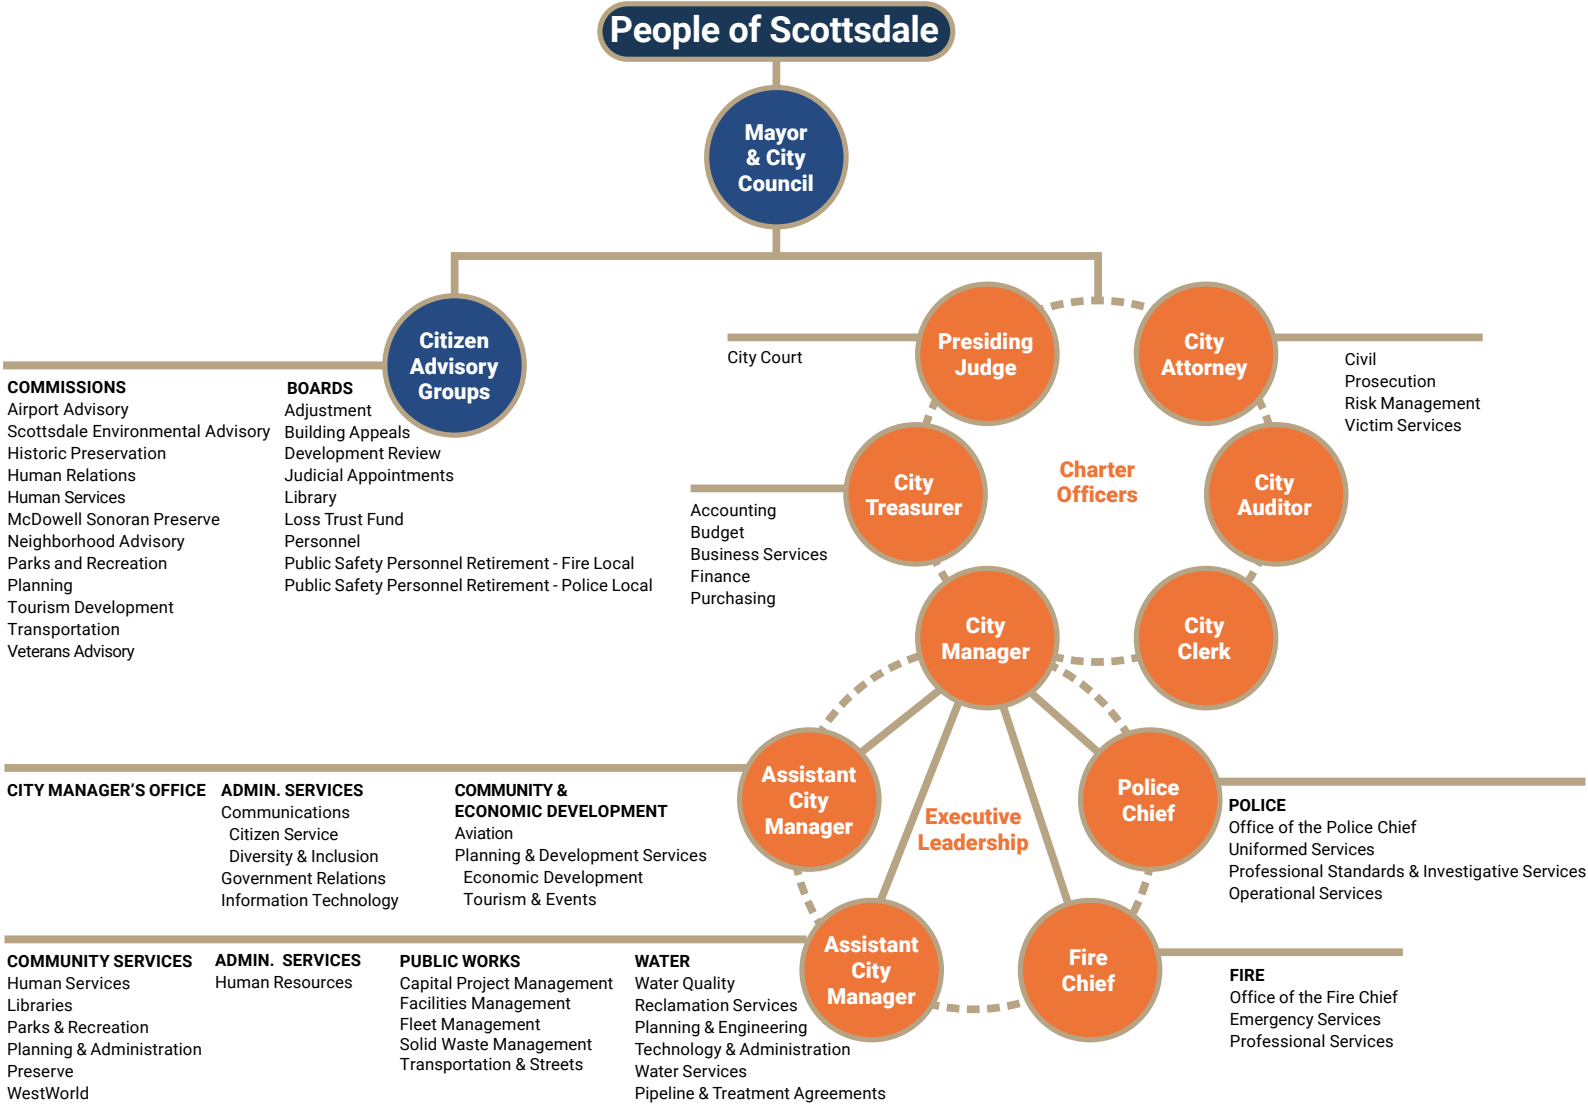 People of Scottsdale
Mayor
& City
Council
Citizen
Advisory
Groups
COMMISSIONS
Airport Advisory
Scottsdale Environmental Advisory
Historic Preservation
Human Relations
Human Services
McDowell Sonoran Preserve
Neighborhood Advisory
Parks and Recreation
Planning
Tourism Development
Transportation
Veterans Advisory
BOARDS
Adjustment
Building Appeals
Development Review
Judicial Appointments
Library
Loss Trust Fund
Personnel
Public Safety Personnel Retirement - Fire Local
Public Safety Personnel Retirement - Police Local
Charter
Officers
Presiding
Judge
City Court
City
Attorney
Civil
Prosecution
Risk Management
Victim Services
City
Treasurer
Accounting
Budget
Business Services
Finance
Purchasing
City
Auditor
City
Manager
City
Clerk
Executive
Leadership
Assistant
City
Manager
CITY MANAGER'S OFFICE
ADMIN. SERVICES
Communications
Citizen Service
Diversity & Inclusion
Government Relations
Information Technology
COMMUNITY &
ECONOMIC DEVELOPMENT
Aviation
Planning & Development Services
Economic Development
Tourism & Events
Police
Chief
POLICE
Office of the Police Chief
Uniformed Services
Professional Standards & Investigative Services
Operational Services
Assistant
City
Manager
COMMUNITY SERVICES
Human Services
Libraries
Parks & Recreation
Planning & Administration
Preserve
WestWorld
ADMIN. SERVICES
Human Resources
PUBLIC WORKS
Capital Project Management
Facilities Management
Fleet Management
Solid Waste Management
Transportation & Streets
WATER
Water Quality
Reclamation Services
Planning & Engineering
Technology & Administration
Water Services
Pipeline & Treatment Agreements
Fire
Chief
FIRE
Office of the Fire Chief
Emergency Services
Professional Services